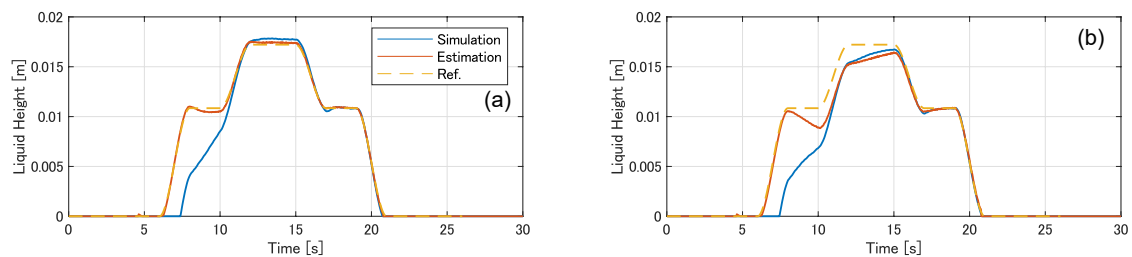 0.02
0.015
0.01
0.005
0
Liquid Height [m]
0 5 10 15 20 25 30
Time [s]
Simulation
Estimation
Ref.
(a)
0.02
0.015
0.01
0.005
0
Liquid Height [m]
0 5 10 15 20 25 30
Time [s]
(b)